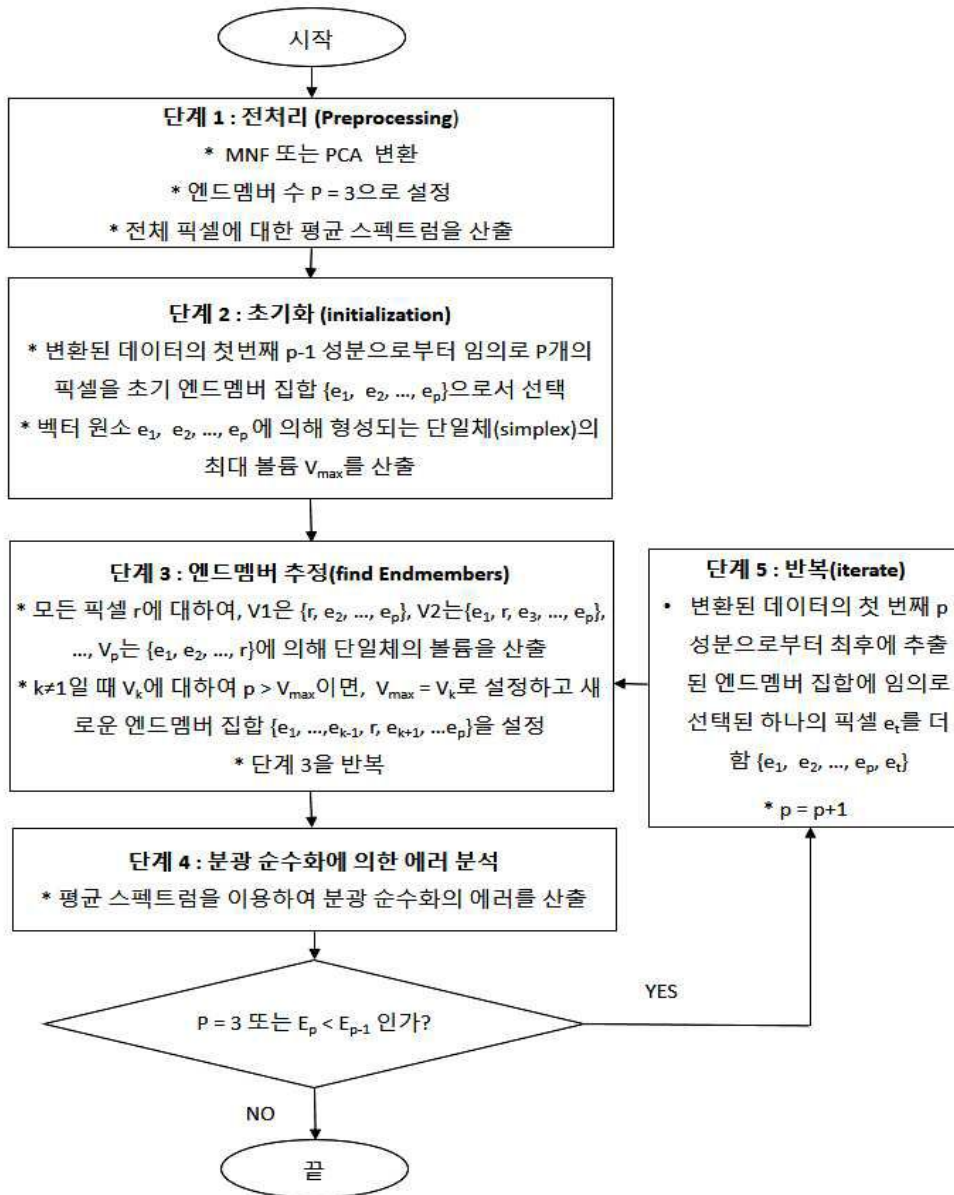 시작
단계 1 : 전처리 (Preprocessing)
* MNF 또는 PCA 변환
* 엔드멤버 수 P = 3으로 설정
* 전체 픽셀에 대한 평균 스펙트럼을 산출
단계 2 : 초기화 (initialization)
* 변환된 데이터의 첫번째 p-1 성분으로부터 임의로 P개의
픽셀을 초기 엔드멤버 집합 {e₁, e₂, ..., eₚ}으로서 선택
* 벡터 원소 e₁, e₂, ..., eₚ 에 의해 형성되는 단일체(simplex)의
최대 볼륨 Vmax를 산출
단계 3 : 엔드멤버 추정(find Endmembers)
* 모든 픽셀 r에 대하여, V1은 {r, e₂, ..., eₚ}, V2는{e₁, r, e₃, ..., eₚ},
..., Vₚ는 {e₁, e₂, ..., r}에 의해 단일체의 볼륨을 산출
* k≠1일 때 Vₖ에 대하여 p > Vmax이면, Vmax = Vₖ로 설정하고 새
로운 엔드멤버 집합 {e₁, ...,eₖ₋₁, r, eₖ₊₁, ...eₚ}을 설정
* 단계 3을 반복
단계 4 : 분광 순수화에 의한 에러 분석
* 평균 스펙트럼을 이용하여 분광 순수화의 에러를 산출
P = 3 또는 Eₚ < Eₚ₋₁ 인가?
YES
단계 5 : 반복(iterate)
• 변환된 데이터의 첫 번째 p
성분으로부터 최후에 추출
된 엔드멤버 집합에 임의로
선택된 하나의 픽셀 eₜ를 더
함 {e₁, e₂, ..., eₚ, eₜ}
* p = p+1
NO
끝